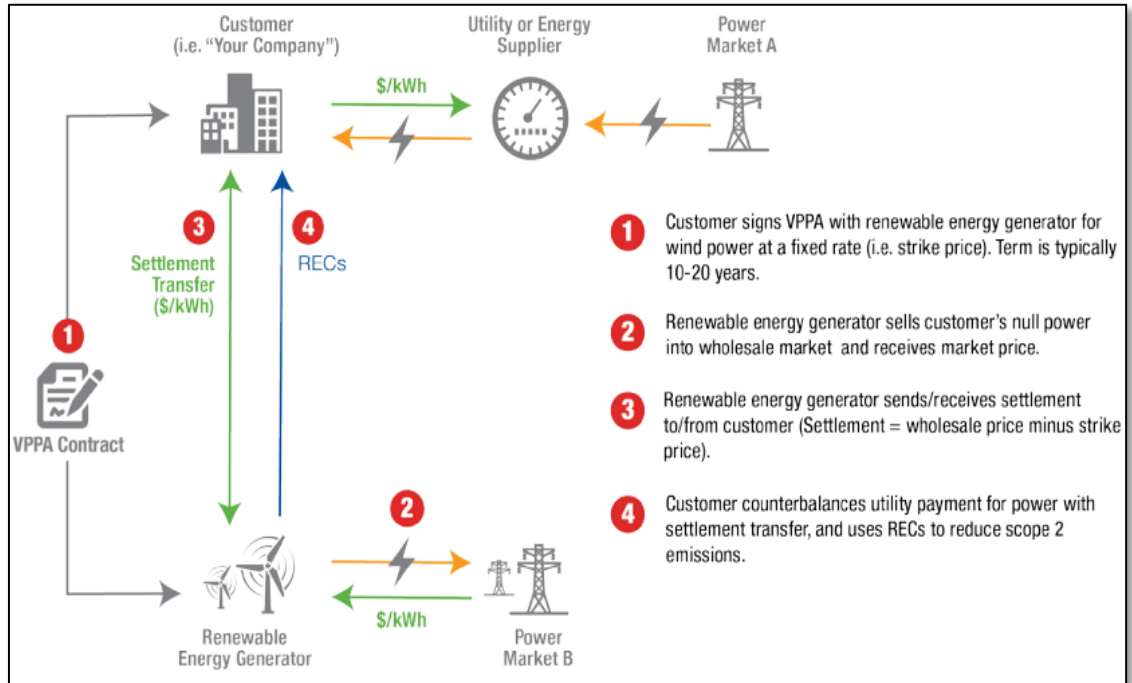 Customer
(i.e. “Your Company”)
Utility or Energy
Supplier
Power
Market A
$/kWh
3
Settlement
Transfer
($/kWh)
4
RECs
1
VPPA Contract
2
$/kWh
Renewable
Energy Generator
Power
Market B
1
Customer signs VPPA with renewable energy generator for
wind power at a fixed rate (i.e. strike price). Term is typically
10-20 years.
2
Renewable energy generator sells customer’s null power
into wholesale market and receives market price.
3
Renewable energy generator sends/receives settlement
to/from customer (Settlement = wholesale price minus strike
price).
4
Customer counterbalances utility payment for power with
settlement transfer, and uses RECs to reduce scope 2
emissions.